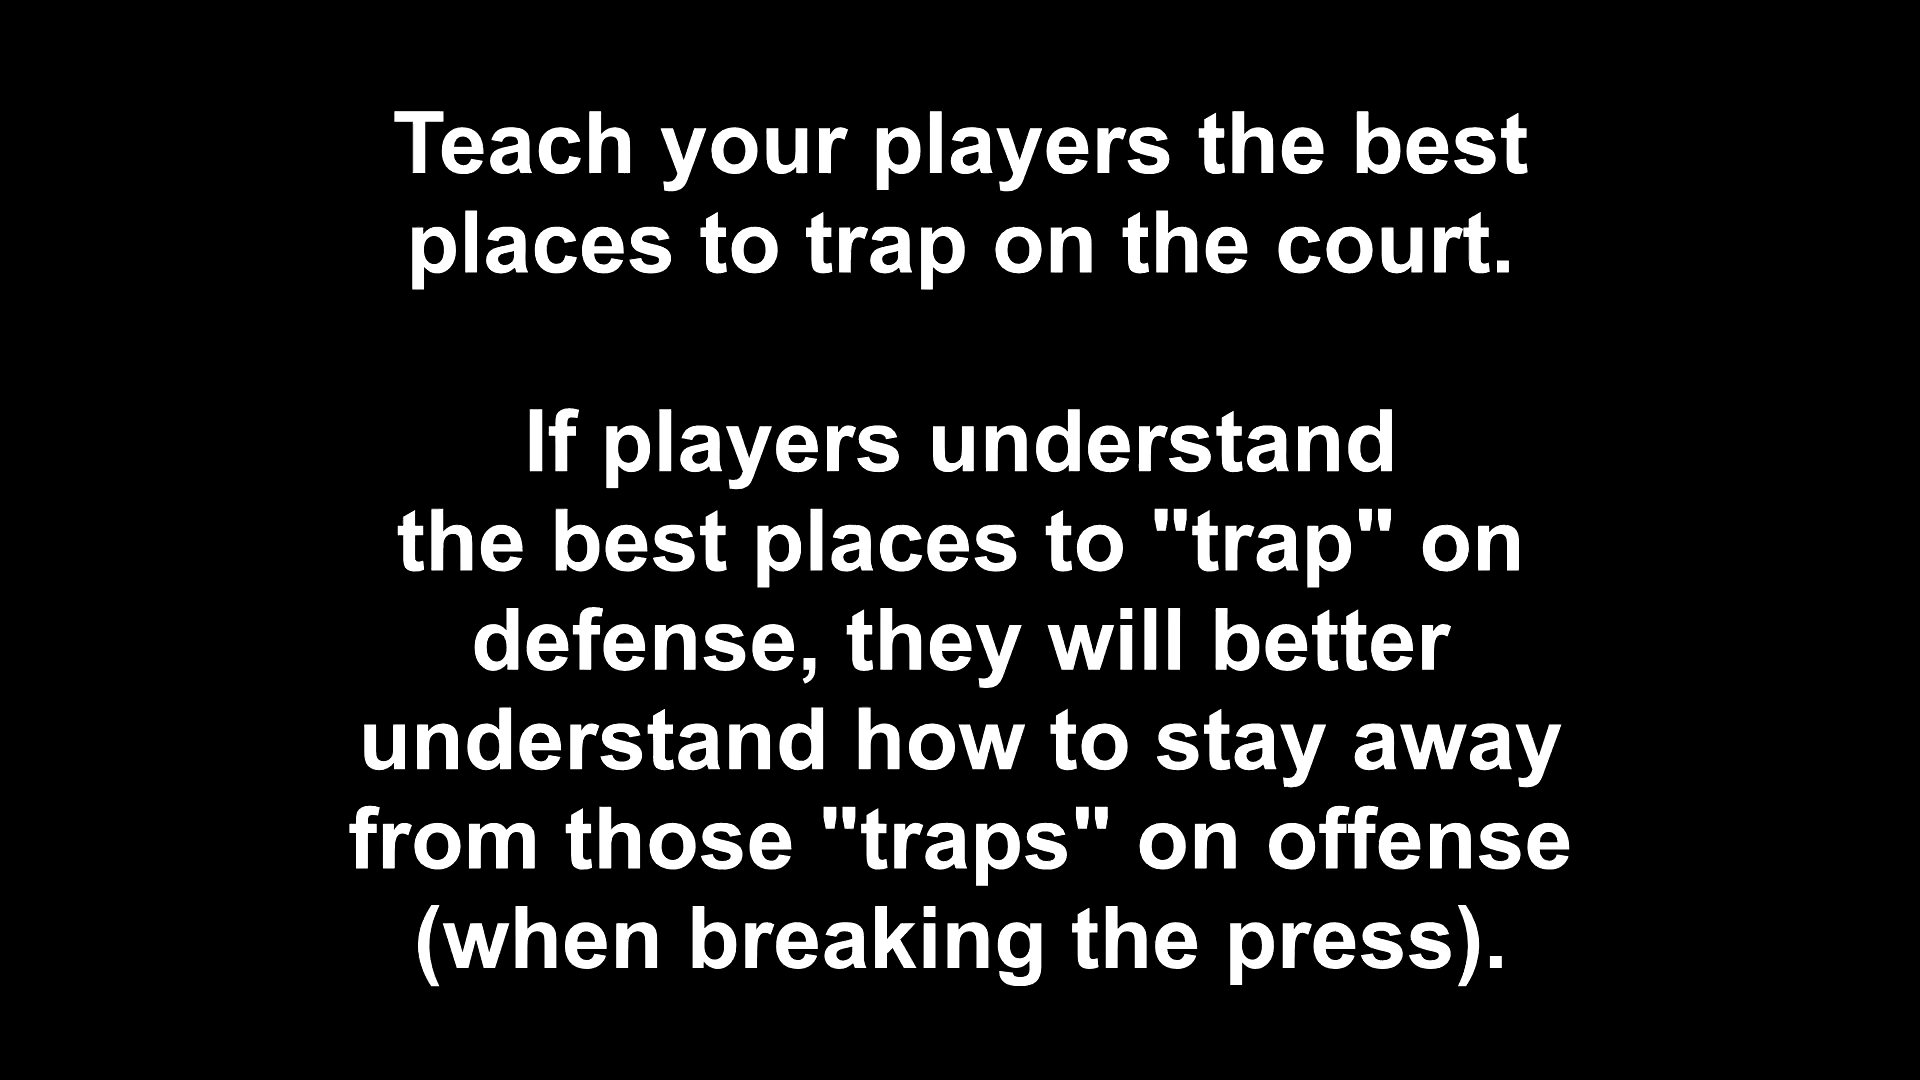 Teach your players the best
places to trap on the court.
If players understand
the best places to "trap" on
defense, they will better
understand how to stay away
from those "traps" on offense
(when breaking the press).